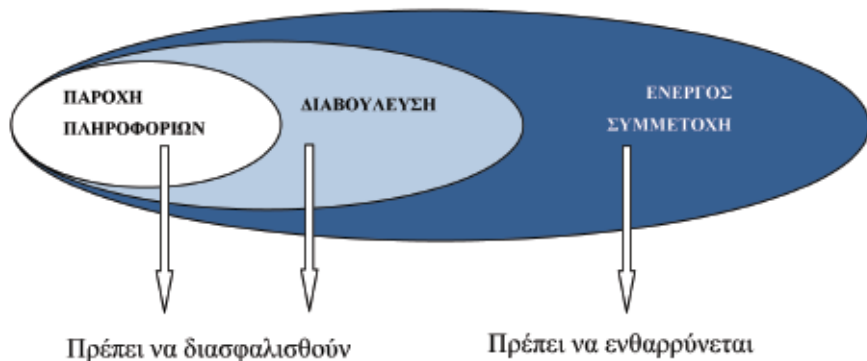 ΠΑΡΟΧΗ
ΠΛΗΡΟΦΟΡΙΩΝ
ΔΙΑΒΟΥΛΕΥΣΗ
ΕΝΕΡΓΟΣ
ΣΥΜΜΕΤΟΧΗ
Πρέπει να διασφαλισθούν
Πρέπει να ενθαρρύνεται